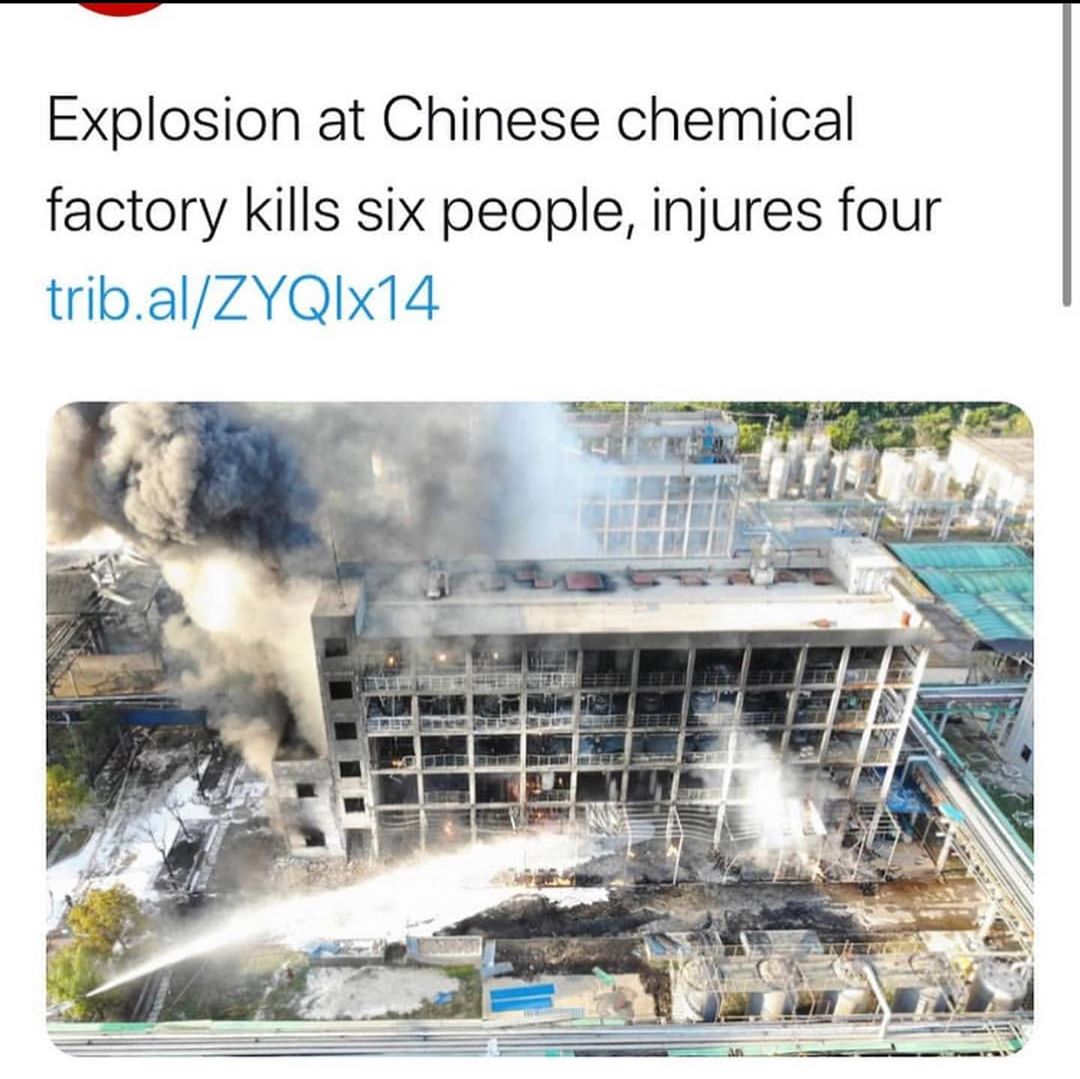 Explosion at Chinese chemical
factory kills six people, injures four
trib.al/ZYQlx14